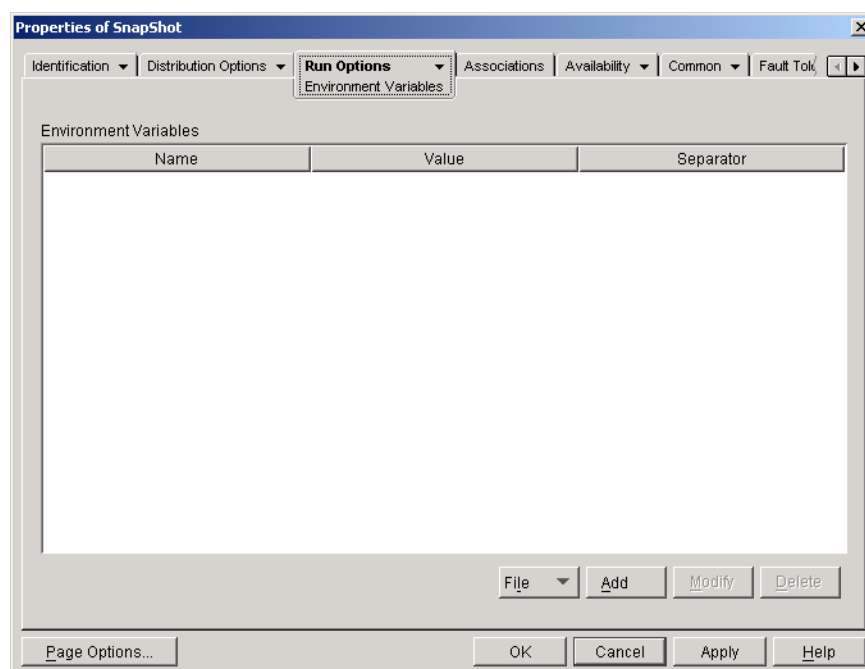 Properties of SnapShot
Identification Distribution Options Run Options Associations Availability Common Fault Tol
Environment Variables
Environment Variables
Name Value Separator
File Add Modify Delete
Page Options... OK Cancel Apply Help